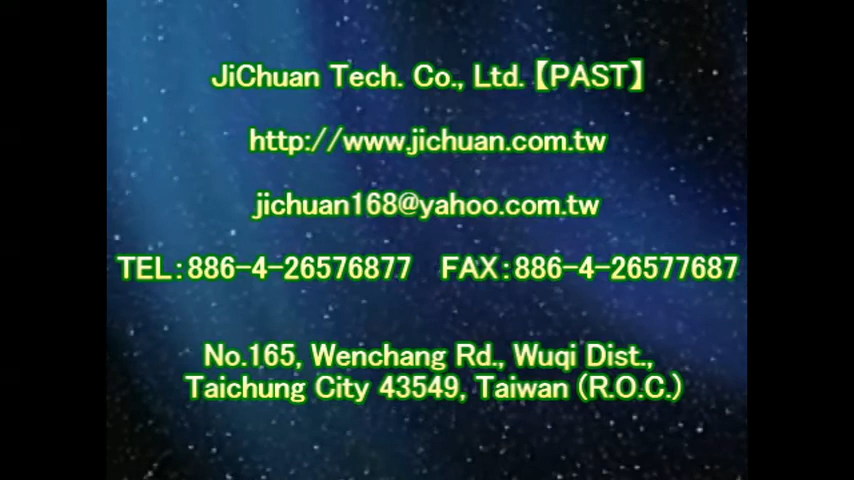 JiChuan Tech. Co., Ltd.【PAST】
http://www.jichuan.com.tw
jichuan168@yahoo.com.tw
TEL:886-4-26576877 FAX:886-4-26577687
No.165, Wenchang Rd., Wuqi Dist.,
Taichung City 43549, Taiwan (R.O.C.)